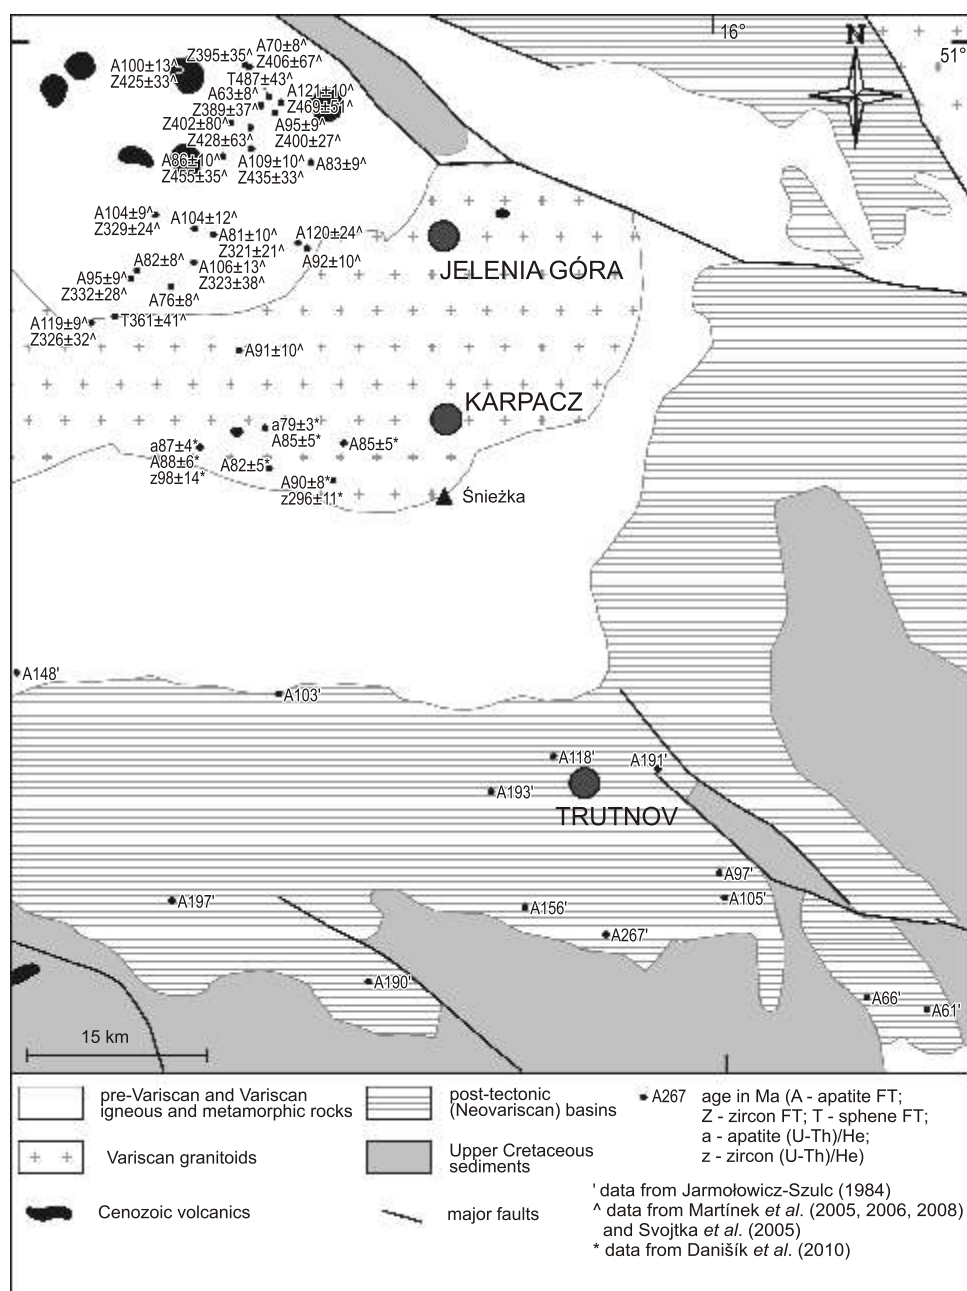 16°
N
51°
A70±8^
Z395±35^
Z406±67^
A100±13^
Z425±33^
T487±43^
A63±8^
A121±10^
Z389±37^
Z469±51^
Z402±80^
A95±9^
Z428±63^
Z400±27^
A86±10^
Z455±35^
A109±10^
Z435±33^
A83±9^
A104±9^
Z329±24^
A104±12^
A81±10^
Z321±21^
A120±24^
A92±10^
A82±8^
A95±9^
Z332±28^
A106±13^
Z323±38^
A76±8^
A119±9^
Z326±32^
T361±41^
JELENIA GÓRA
A91±10^
KARPACZ
a79±3*
A85±5*
A85±5*
a87±4*
A88±6*
z98±14*
A82±5*
A90±8*
z296±11*
Śnieżka
A148'
A103'
A118'
A191'
A193'
TRUTNOV
A97'
A105'
A197'
A156'
A267'
A190'
A66'
A61'
15 km
pre-Variscan and Variscan
igneous and metamorphic rocks
Variscan granitoids
Cenozoic volcanics
post-tectonic
(Neovariscan) basins
Upper Cretaceous
sediments
major faults
A267 age in Ma (A - apatite FT;
Z - zircon FT; T - sphene FT;
a - apatite (U-Th)/He;
z - zircon (U-Th)/He)
' data from Jarmołowicz-Szulc (1984)
^ data from Martínek et al. (2005, 2006, 2008)
and Svojtka et al. (2005)
* data from Danišík et al. (2010)